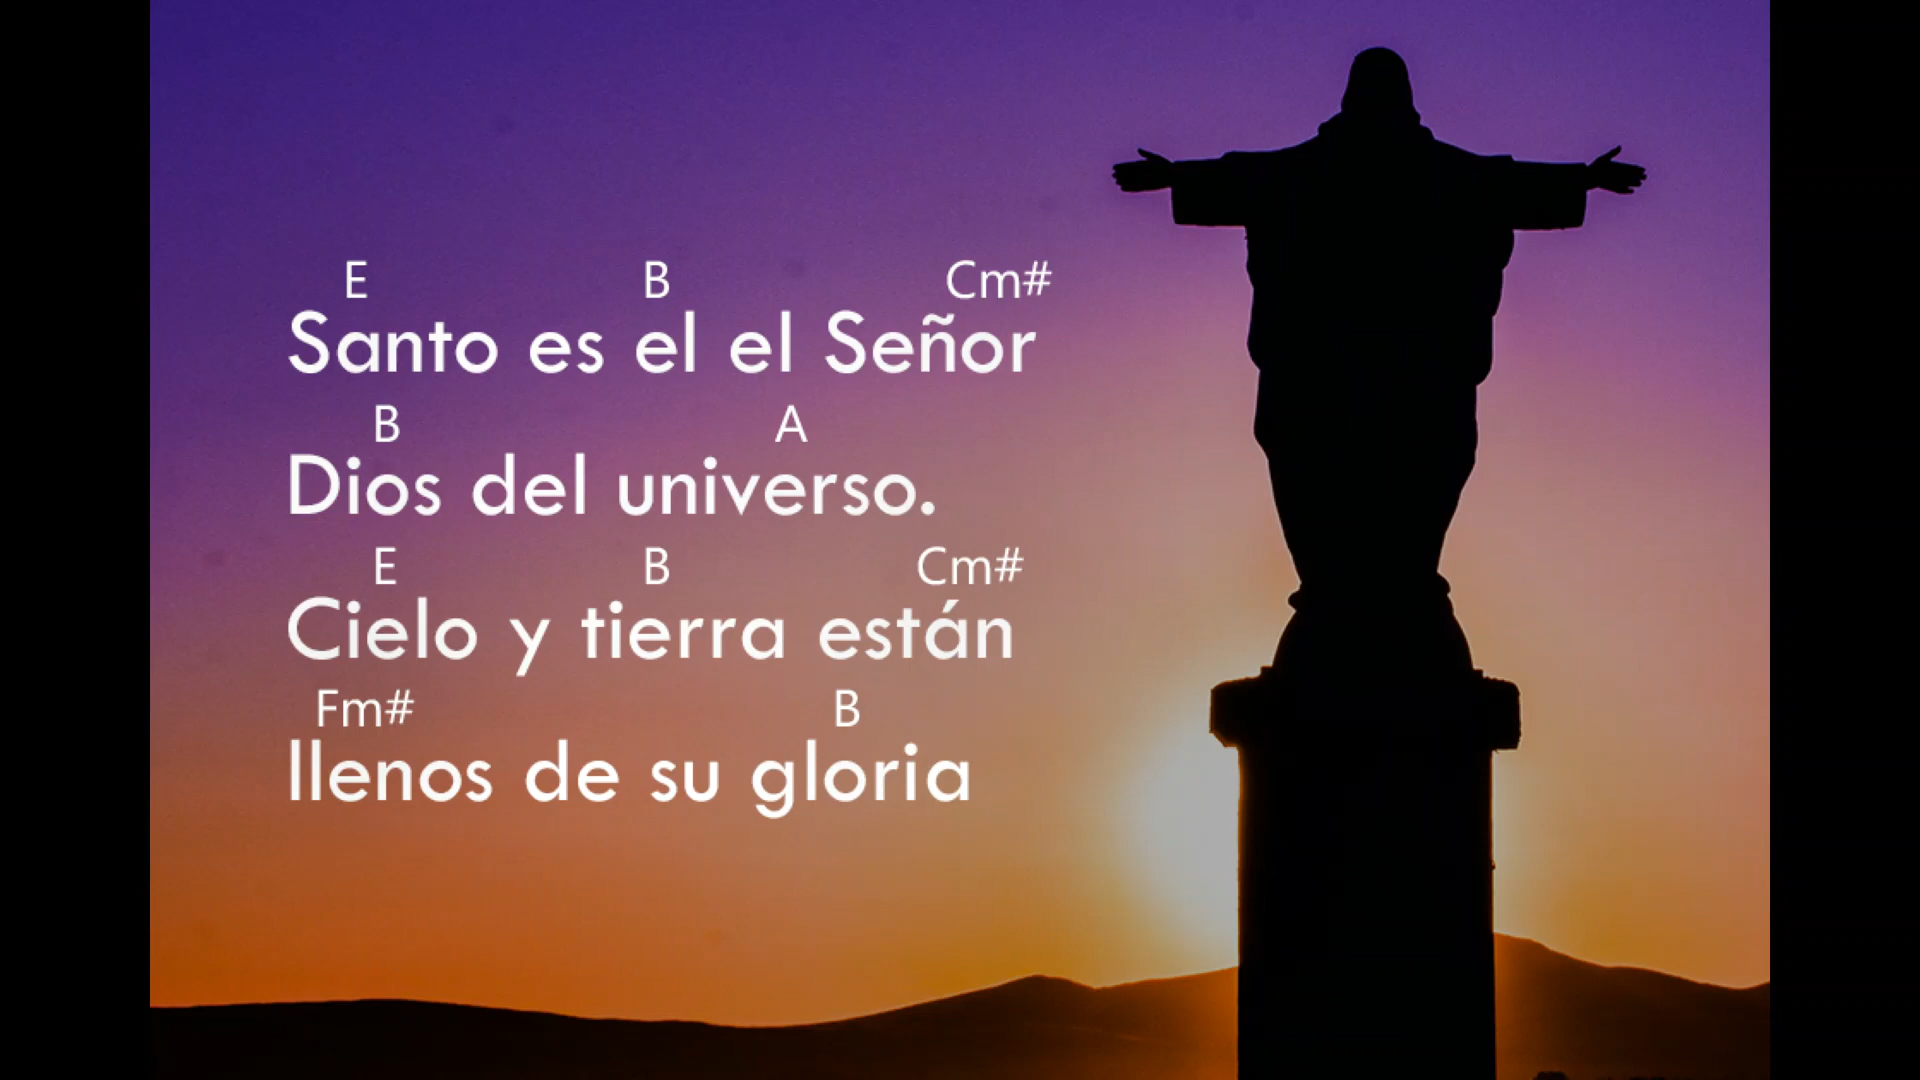 E B Cm#
Santo es el el Señor
B A
Dios del universo.
E B Cm#
Cielo y tierra están
Fm# B
llenos de su gloria